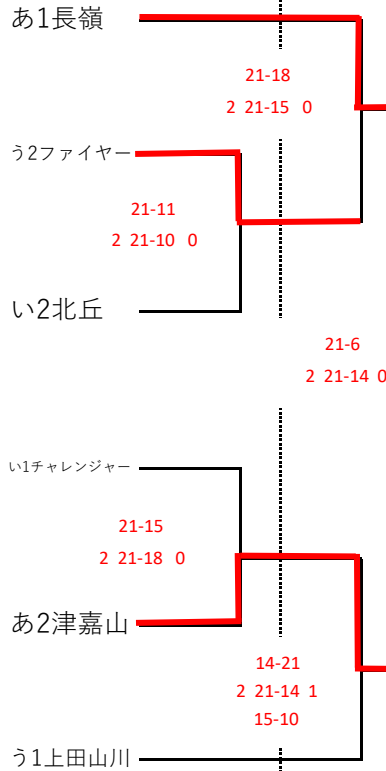 あ1長嶺
21-18
2 21-15 0
う2ファイヤー
21-11
2 21-10 0
い2北丘
21-6
2 21-14 0
い1チャレンジャー
21-15
2 21-18 0
あ2津嘉山
14-21
2 21-14 1
15-10
う1上田山川